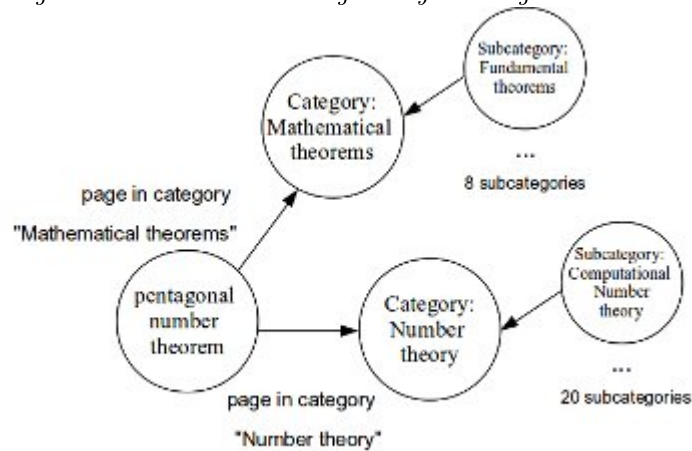 Subcategory:
Fundamental
theorems
Category:
Mathematical
theorems
...
8 subcategories
page in category
"Mathematical theorems"
pentagonal
number
theorem
Category:
Number
theory
Subcategory:
Computational
Number
theory
...
20 subcategories
page in category
"Number theory"